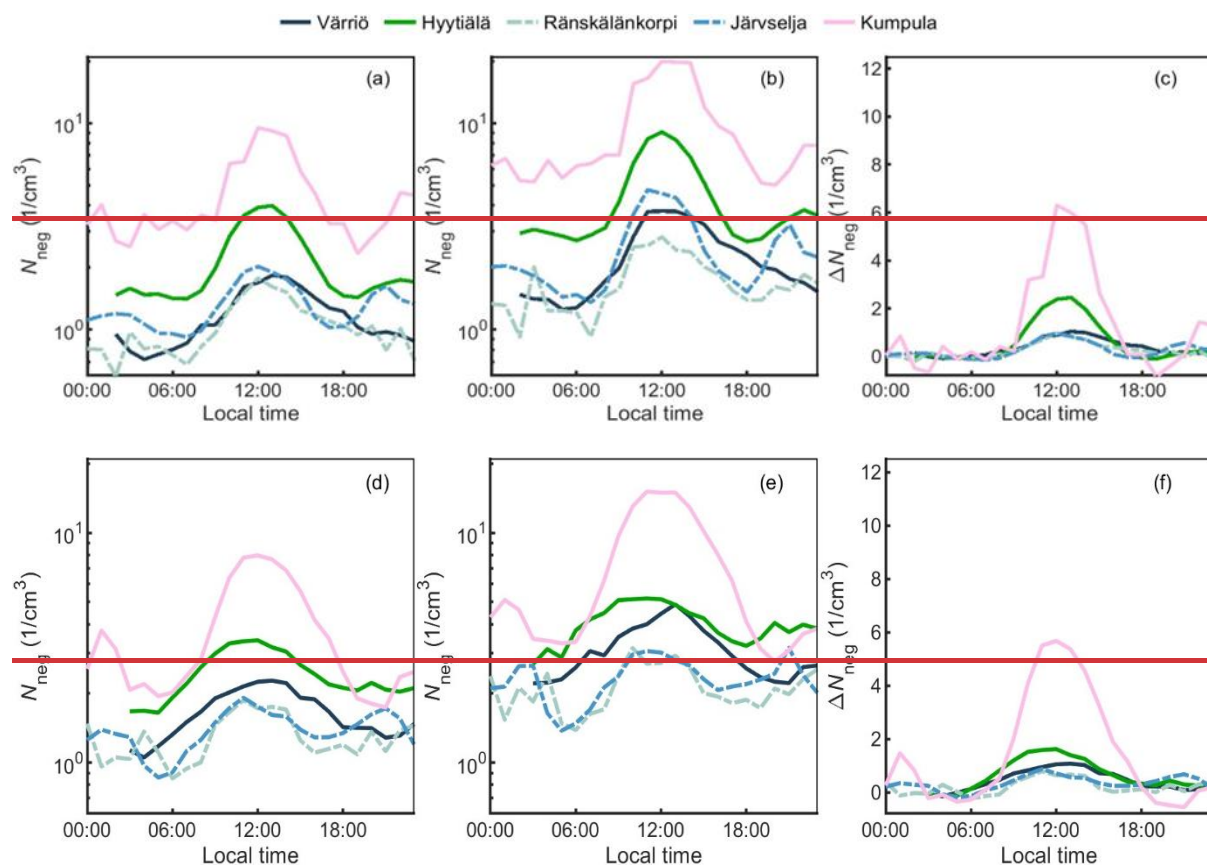 Värriö Hyytiälä Ränskälänkorpi Järvselja Kumpula
(a) (b) (c)
12
10
8
6
4
2
0
10¹ 10⁰
10¹ 10⁰
N_neg (1/cm³) N_neg (1/cm³) ΔN_neg (1/cm³)
00:00 06:00 12:00 18:00 00:00 06:00 12:00 18:00 00:00 06:00 12:00 18:00
Local time Local time Local time
(d) (e) (f)
12
10
8
6
4
2
0
10¹ 10⁰
10¹ 10⁰
N_neg (1/cm³) N_neg (1/cm³) ΔN_neg (1/cm³)
00:00 06:00 12:00 18:00 00:00 06:00 12:00 18:00 00:00 06:00 12:00 18:00
Local time Local time Local time